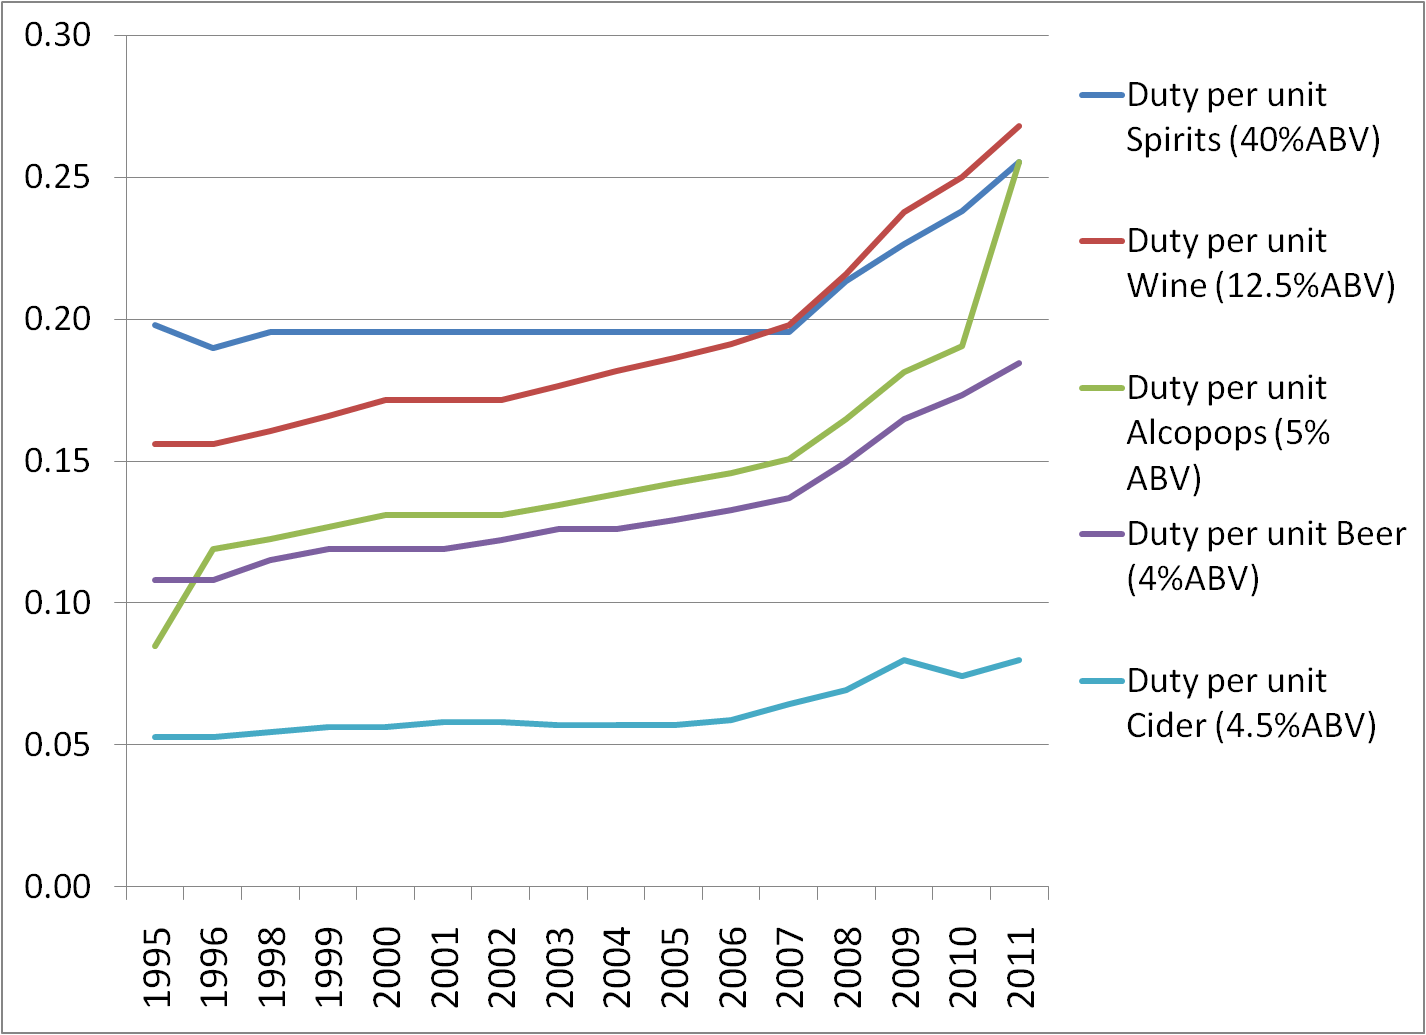 0.30
0.25
0.20
0.15
0.10
0.05
0.00
1995
1996
1998
1999
2000
2001
2002
2003
2004
2005
2006
2007
2008
2009
2010
2011
Duty per unit
Spirits (40%ABV)
Duty per unit
Wine (12.5%ABV)
Duty per unit
Alcopops (5%
ABV)
Duty per unit Beer
(4%ABV)
Duty per unit
Cider (4.5%ABV)